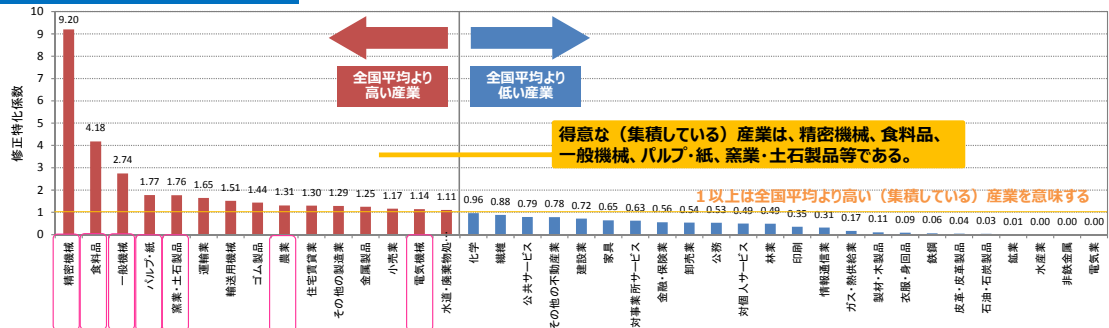 修正特化係数
10
9
8
7
6
5
4
3
2
1
0
9.20
4.18
2.74
1.77
1.76
1.65
1.51
1.44
1.31
1.30
1.29
1.25
1.17
1.14
1.11
0.96
0.88
0.79
0.78
0.72
0.65
0.63
0.56
0.54
0.53
0.49
0.49
0.35
0.31
0.17
0.11
0.09
0.06
0.04
0.03
0.01
0.00
0.00
0.00
全国平均より
高い産業
全国平均より
低い産業
得意な（集積している）産業は、精密機械、食料品、
一般機械、パルプ・紙、窯業・土石製品等である。
１以上は全国平均より高い（集積している）産業を意味する
精密機械
食料品
一般機械
パルプ・紙
窯業・土石製品
運輸業
輸送用機械
ゴム製品
農業
住宅賃貸業
その他の製造業
金属製品
小売業
電気機械
水道・廃棄物処…
化学
繊維
公共サービス
その他の不動産業
建設業
家具
対事業所サービス
金融・保険業
卸売業
公務
対個人サービス
林業
印刷
情報通信業
ガス・熱供給業
製材・木製品
衣服・身回品
鉄鋼
皮革・皮革製品
石油・石炭製品
鉱業
水産業
非鉄金属
電気業